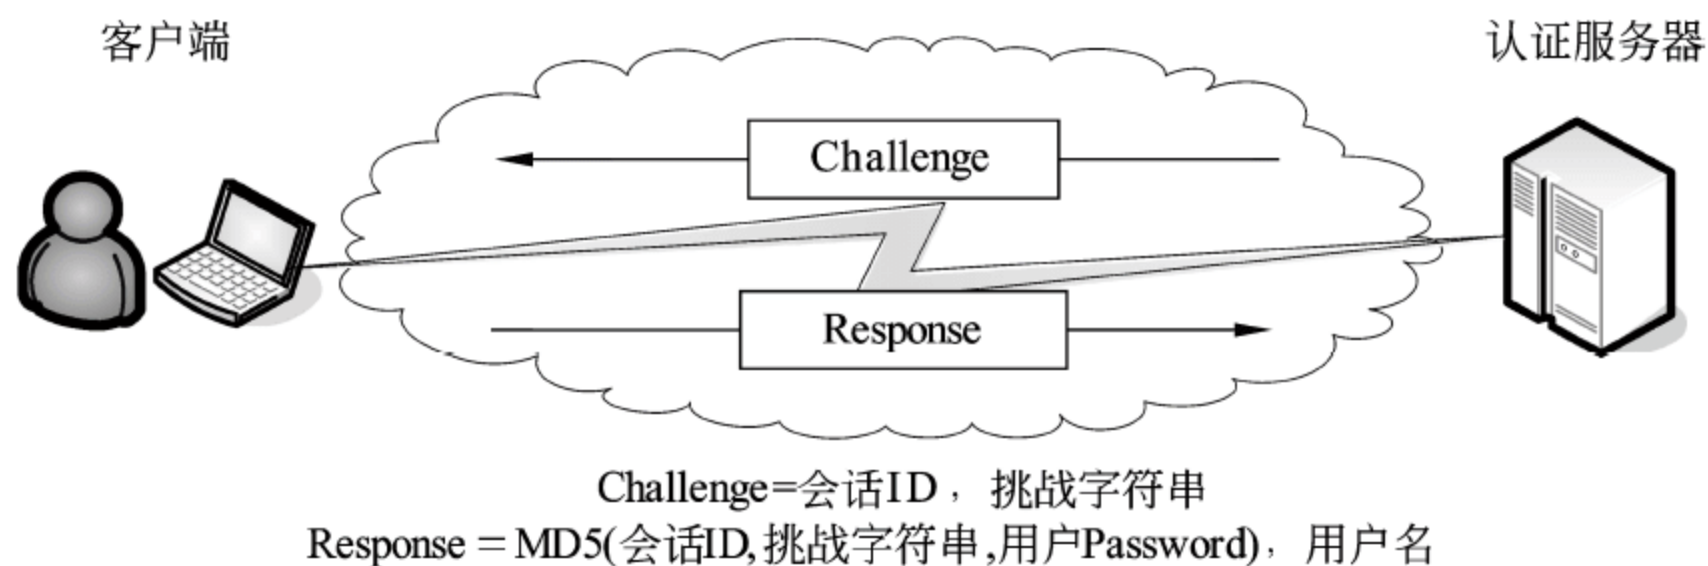 客户端
认证服务器
Challenge
Response
Challenge=会话ID，挑战字符串
Response = MD5(会话ID,挑战字符串,用户Password)，用户名